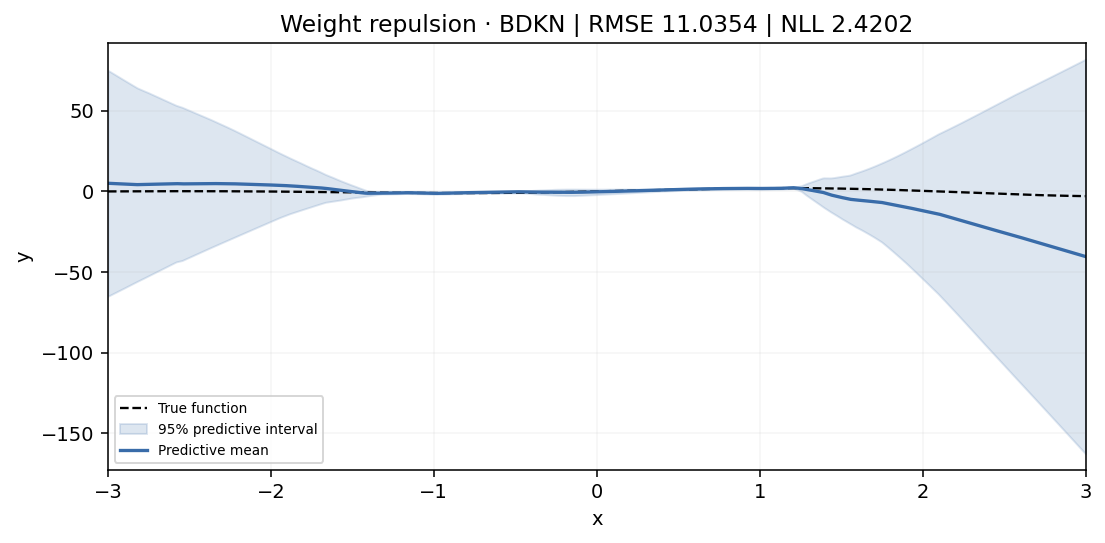 Weight repulsion · BDKN | RMSE 11.0354 | NLL 2.4202
50
0
−50
−100
−150
y
True function
95% predictive interval
Predictive mean
−3 −2 −1 0 1 2 3
x